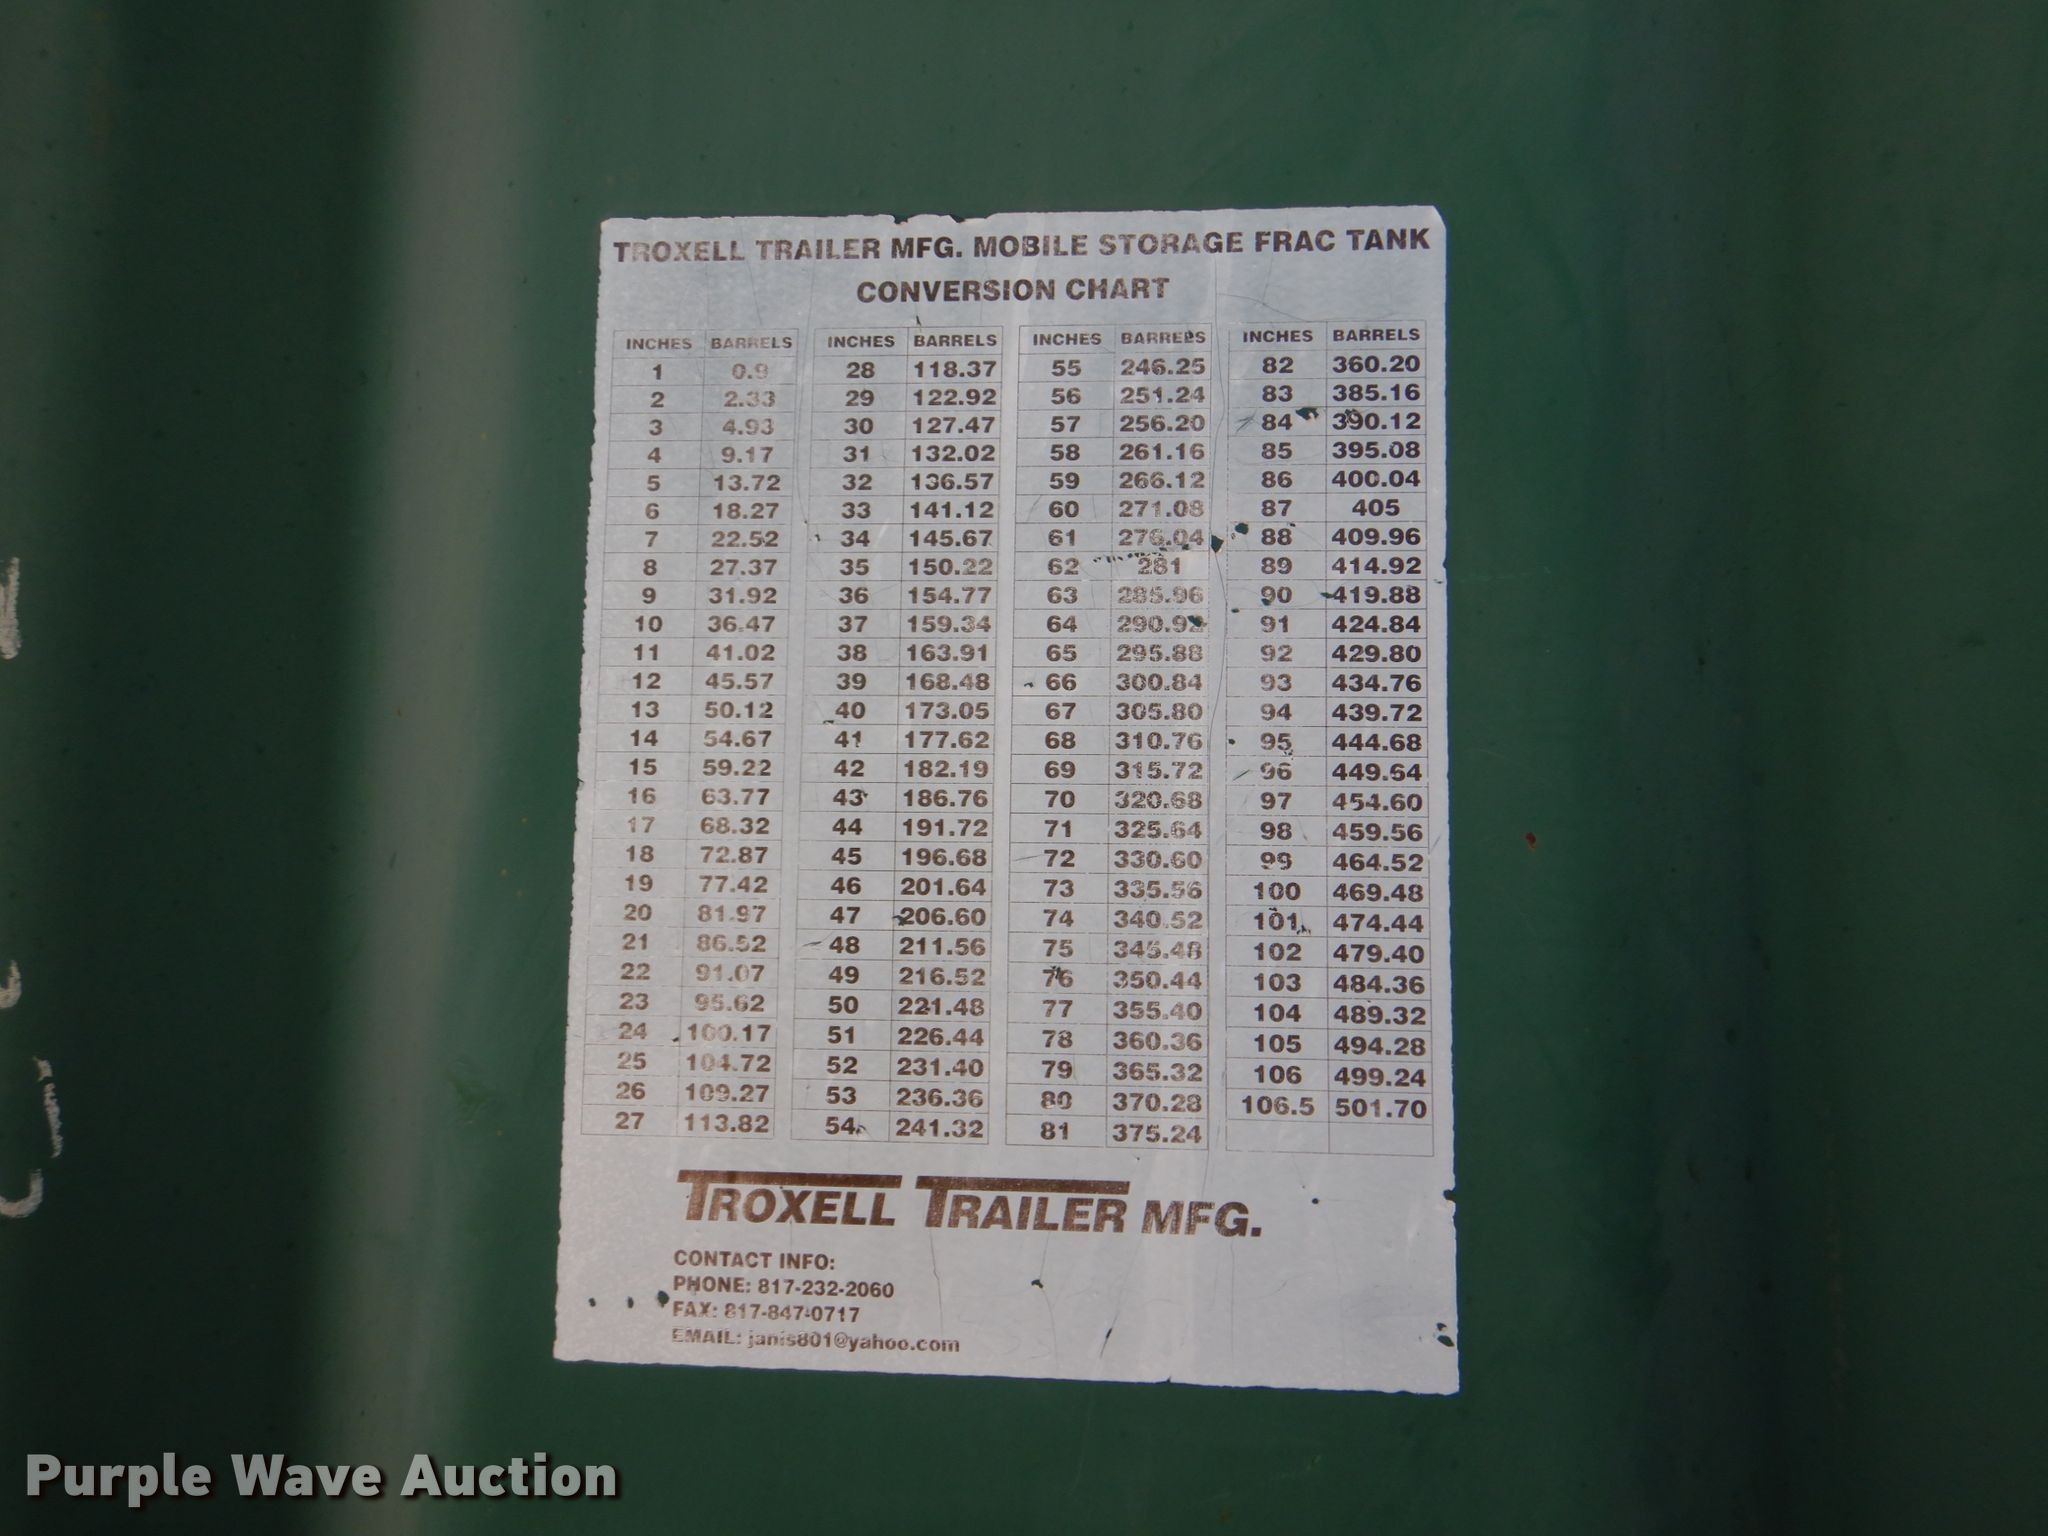 TROXELL TRAILER MFG. MOBILE STORAGE FRAC TANK
CONVERSION CHART
INCHES BARRELS INCHES BARRELS INCHES BARRELS INCHES BARRELS
1 0.9 28 118.37 55 246.25 82 360.20
2 2.33 29 122.92 56 251.24 83 385.16
3 4.93 30 127.47 57 256.20 84 390.12
4 9.17 31 132.02 58 261.16 85 395.08
5 13.72 32 136.57 59 266.12 86 400.04
6 18.27 33 141.12 60 271.08 87 405
7 22.52 34 145.67 61 276.04 88 409.96
8 27.37 35 150.22 62 281 89 414.92
9 31.92 36 154.77 63 285.96 90 419.88
10 36.47 37 159.34 64 290.92 91 424.84
11 41.02 38 163.91 65 295.88 92 429.80
12 45.57 39 168.48 66 300.84 93 434.76
13 50.12 40 173.05 67 305.80 94 439.72
14 54.67 41 177.62 68 310.76 95 444.68
15 59.22 42 182.19 69 315.72 96 449.64
16 63.77 43 186.76 70 320.68 97 454.60
17 68.32 44 191.72 71 325.64 98 459.56
18 72.87 45 196.68 72 330.60 99 464.52
19 77.42 46 201.64 73 335.56 100 469.48
20 81.97 47 206.60 74 340.52 101 474.44
21 86.52 48 211.56 75 345.48 102 479.40
22 91.07 49 216.52 76 350.44 103 484.36
23 95.62 50 221.48 77 355.40 104 489.32
24 100.17 51 226.44 78 360.36 105 494.28
25 104.72 52 231.40 79 365.32 106 499.24
26 109.27 53 236.36 80 370.28 106.5 501.70
27 113.82 54 241.32 81 375.24
TROXELL TRAILER MFG.
CONTACT INFO:
PHONE: 817-232-2060
FAX: 817-847-0717
EMAIL: janis801@yahoo.com
Purple Wave Auction